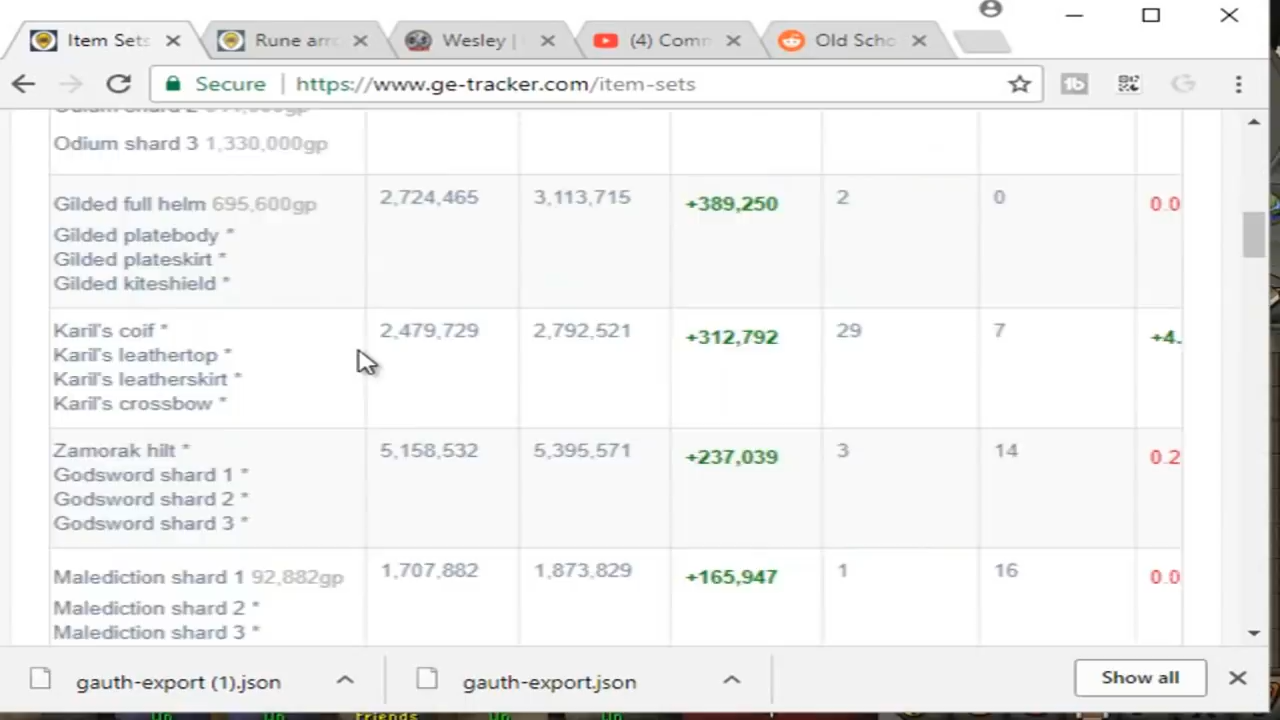 Item Sets
Rune arro
Wesley |
(4) Comm
Old Scho
Secure
https://www.ge-tracker.com/item-sets
Odium shard 3 1,330,000gp
Gilded full helm 695,600gp 2,724,465 3,113,715 +389,250 2 0 0.0
Gilded platebody *
Gilded plateskirt *
Gilded kiteshield *
Karil's coif * 2,479,729 2,792,521 +312,792 29 7 +4.
Karil's leathertop *
Karil's leatherskirt *
Karil's crossbow *
Zamorak hilt * 5,158,532 5,395,571 +237,039 3 14 0.2
Godsword shard 1 *
Godsword shard 2 *
Godsword shard 3 *
Malediction shard 1 92,882gp 1,707,882 1,873,829 +165,947 1 16 0.0
Malediction shard 2 *
Malediction shard 3 *
gauth-export (1).json
gauth-export.json
Show all
friends